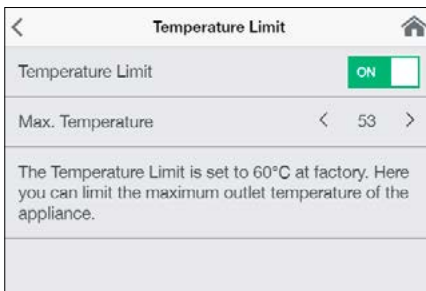 Temperature Limit
Temperature Limit ON
Max. Temperature < 53 >
The Temperature Limit is set to 60°C at factory. Here
you can limit the maximum outlet temperature of the
appliance.